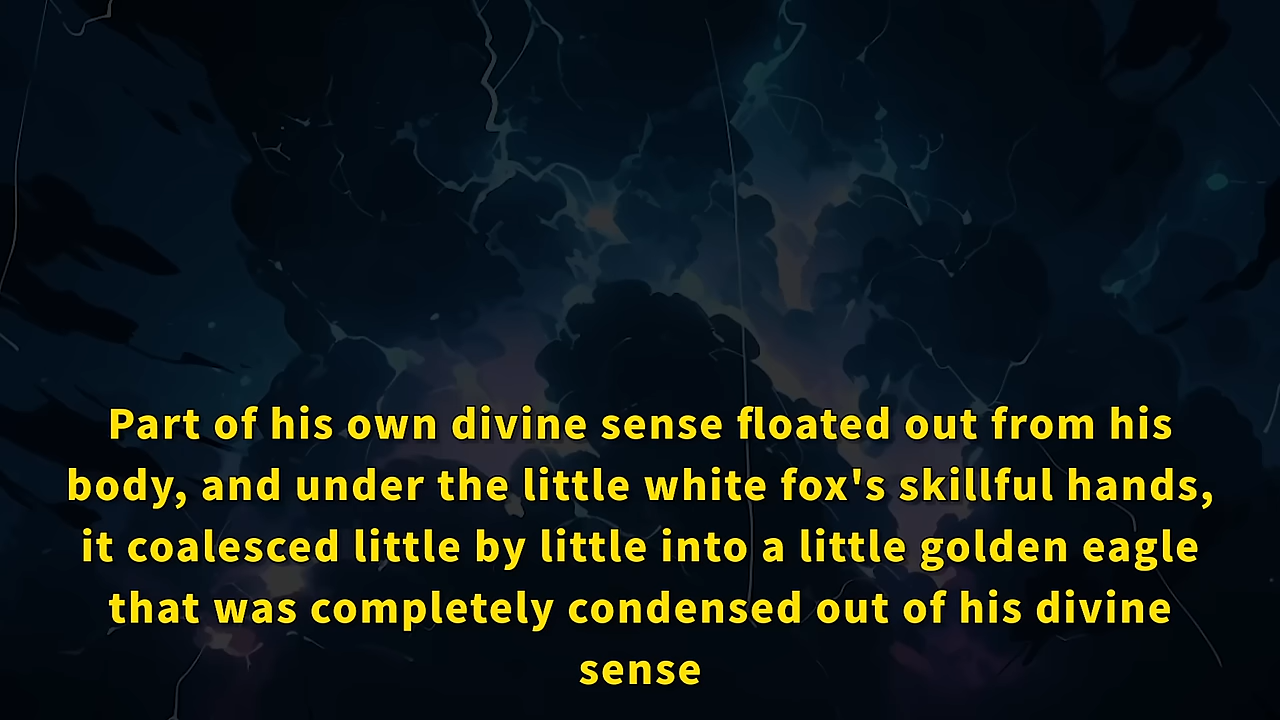 Part of his own divine sense floated out from his
body, and under the little white fox's skillful hands,
it coalesced little by little into a little golden eagle
that was completely condensed out of his divine
sense